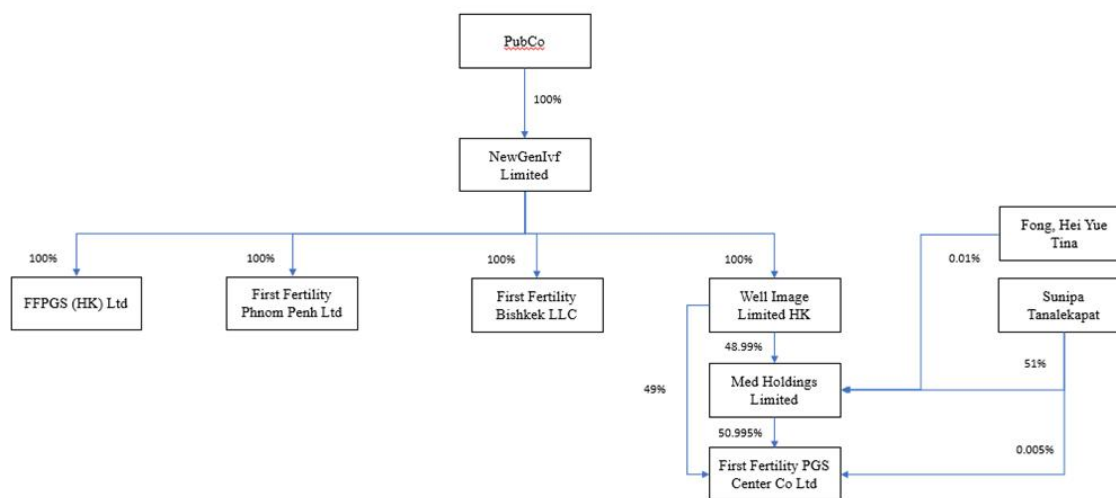 PubCo
100%
NewGenIvf
Limited
100%
100%
100%
100%
0.01%
Fong, Hei Yue
Tina
FFPGS (HK) Ltd
First Fertility
Phnom Penh Ltd
First Fertility
Bishkek LLC
Well Image
Limited HK
Sunipa
Tanalekapat
48.99%
51%
49%
Med Holdings
Limited
50.995%
0.005%
First Fertility PGS
Center Co Ltd